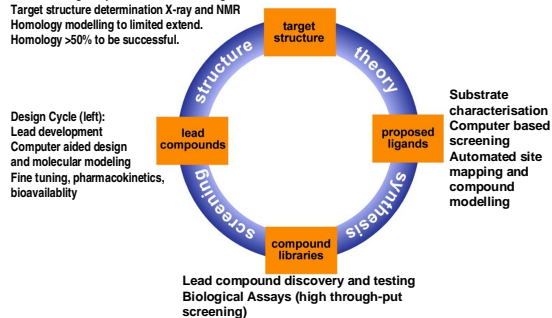 Target structure determination X-ray and NMR
Homology modelling to limited extend.
Homology >50% to be successful.
target
structure
structure
theory
Design Cycle (left):
Lead development
Computer aided design
and molecular modeling
Fine tuning, pharmacokinetics,
bioavailablity
lead
compounds
proposed
ligands
Substrate
characterisation
Computer based
screening
Automated site
mapping and
compound
modelling
screening
synthesis
compound
libraries
Lead compound discovery and testing
Biological Assays (high through-put
screening)